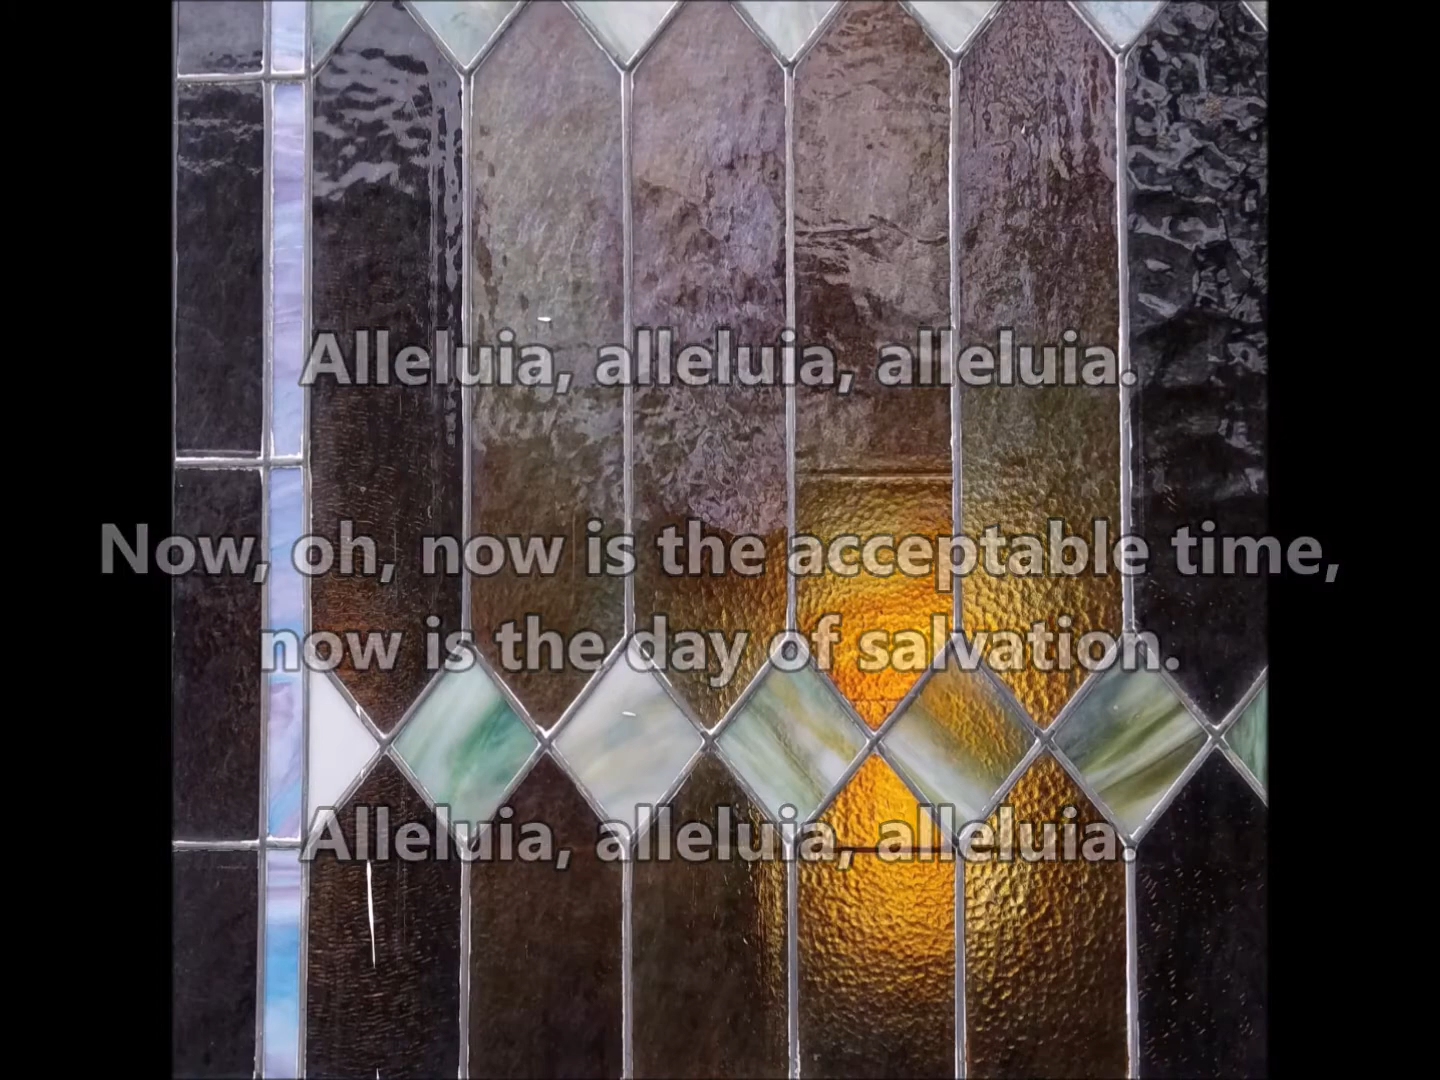 Alleluia, alleluia, alleluia.
Now, oh, now is the acceptable time,
now is the day of salvation.
Alleluia, alleluia, alleluia.